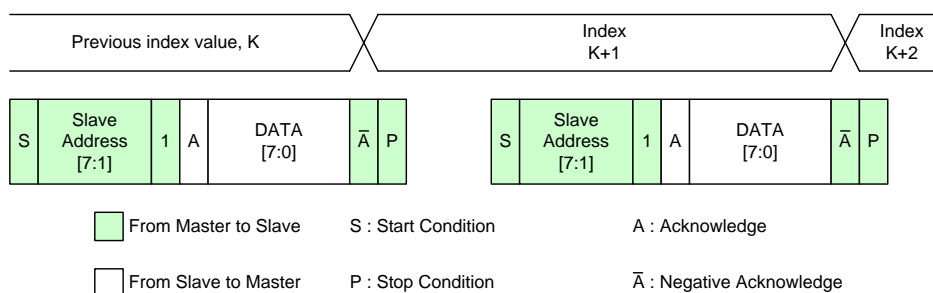 Previous index value, K
Index
K+1
Index
K+2
S
Slave
Address
[7:1]
1
A
DATA
[7:0]
A̅
P
S
Slave
Address
[7:1]
1
A
DATA
[7:0]
A̅
P
From Master to Slave
S : Start Condition
A : Acknowledge
From Slave to Master
P : Stop Condition
A̅ : Negative Acknowledge